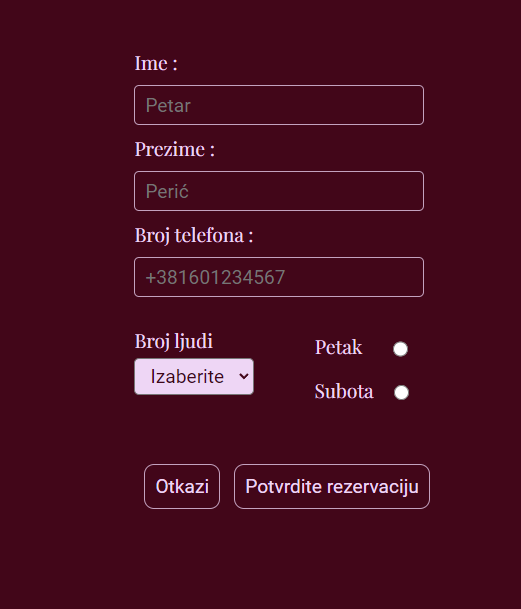 Ime :
Petar
Prezime :
Perić
Broj telefona :
+381601234567
Broj ljudi
Izaberite
Petak
Subota
Otkazi
Potvrdite rezervaciju